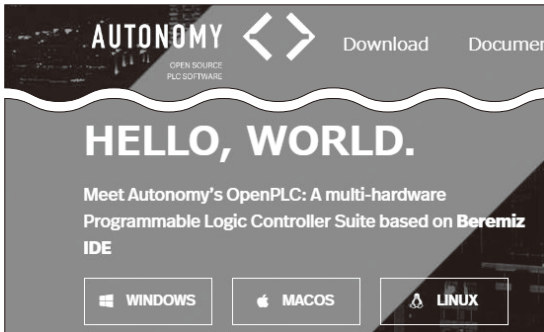 AUTONOMY
OPEN SOURCE
PLC SOFTWARE
Download Documen
HELLO, WORLD.
Meet Autonomy's OpenPLC: A multi-hardware
Programmable Logic Controller Suite based on Beremiz
IDE
WINDOWS MACOS LINUX